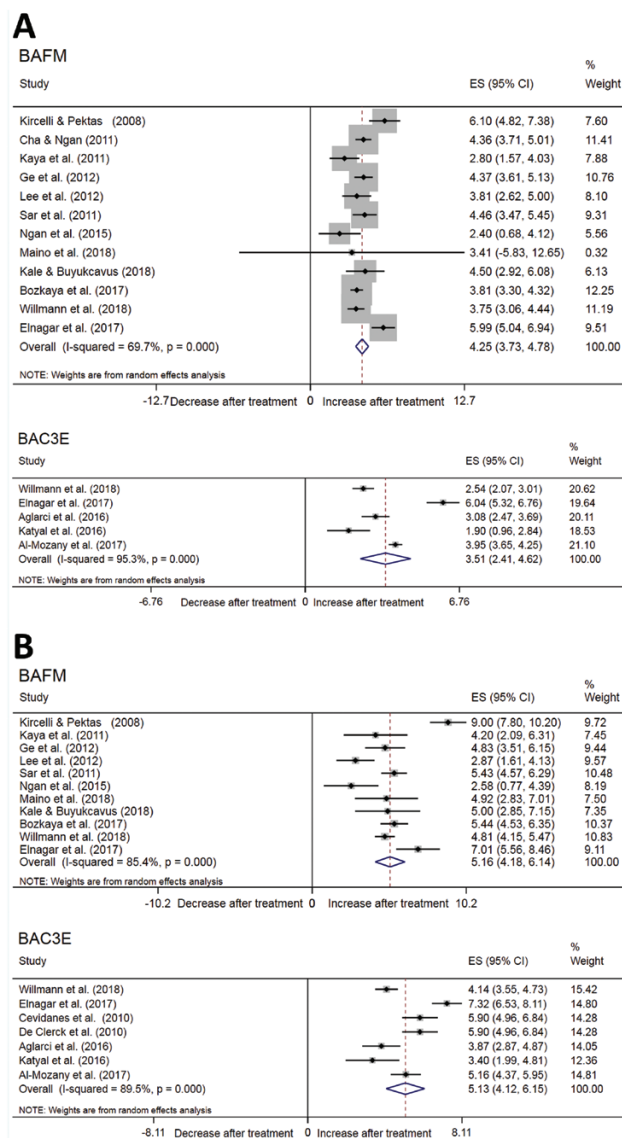 A
BAFM
%
Study ES (95% CI) Weight
Kircelli & Pektas (2008) 6.10 (4.82, 7.38) 7.60
Cha & Ngan (2011) 4.36 (3.71, 5.01) 11.41
Kaya et al. (2011) 2.80 (1.57, 4.03) 7.88
Ge et al. (2012) 4.37 (3.61, 5.13) 10.76
Lee et al. (2012) 3.81 (2.62, 5.00) 8.10
Sar et al. (2011) 4.46 (3.47, 5.45) 9.31
Ngan et al. (2015) 2.40 (0.68, 4.12) 5.56
Maino et al. (2018) 3.41 (-5.83, 12.65) 0.32
Kale & Buyukcavus (2018) 4.50 (2.92, 6.08) 6.13
Bozkaya et al. (2017) 3.81 (3.30, 4.32) 12.25
Willmann et al. (2018) 3.75 (3.06, 4.44) 11.19
Elnagar et al. (2017) 5.99 (5.04, 6.94) 9.51
Overall (I-squared = 69.7%, p = 0.000) 4.25 (3.73, 4.78) 100.00
NOTE: Weights are from random effects analysis
-12.7 Decrease after treatment 0 Increase after treatment 12.7
BAC3E
%
Study ES (95% CI) Weight
Willmann et al. (2018) 2.54 (2.07, 3.01) 20.62
Elnagar et al. (2017) 6.04 (5.32, 6.76) 19.64
Aglarci et al. (2016) 3.08 (2.47, 3.69) 20.11
Katyal et al. (2016) 1.90 (0.96, 2.84) 18.53
Al-Mozany et al. (2017) 3.95 (3.65, 4.25) 21.10
Overall (I-squared = 95.3%, p = 0.000) 3.51 (2.41, 4.62) 100.00
NOTE: Weights are from random effects analysis
-6.76 Decrease after treatment 0 Increase after treatment 6.76
B
BAFM
%
Study ES (95% CI) Weight
Kircelli & Pektas (2008) 9.00 (7.80, 10.20) 9.72
Kaya et al. (2011) 4.20 (2.09, 6.31) 7.45
Ge et al. (2012) 4.83 (3.51, 6.15) 9.44
Lee et al. (2012) 2.87 (1.61, 4.13) 9.57
Sar et al. (2011) 5.43 (4.57, 6.29) 10.48
Ngan et al. (2015) 2.58 (0.77, 4.39) 8.19
Maino et al. (2018) 4.92 (2.83, 7.01) 7.50
Kale & Buyukcavus (2018) 5.00 (2.85, 7.15) 7.35
Bozkaya et al. (2017) 5.44 (4.53, 6.35) 10.37
Willmann et al. (2018) 4.81 (4.15, 5.47) 10.83
Elnagar et al. (2017) 7.01 (5.56, 8.46) 9.11
Overall (I-squared = 85.4%, p = 0.000) 5.16 (4.18, 6.14) 100.00
NOTE: Weights are from random effects analysis
-10.2 Decrease after treatment 0 Increase after treatment 10.2
BAC3E
%
Study ES (95% CI) Weight
Willmann et al. (2018) 4.14 (3.55, 4.73) 15.42
Elnagar et al. (2017) 7.32 (6.53, 8.11) 14.80
Cevidanes et al. (2010) 5.90 (4.96, 6.84) 14.28
De Clerck et al. (2010) 5.90 (4.96, 6.84) 14.28
Aglarci et al. (2016) 3.87 (2.87, 4.87) 14.05
Katyal et al. (2016) 3.40 (1.99, 4.81) 12.36
Al-Mozany et al. (2017) 5.16 (4.37, 5.95) 14.81
Overall (I-squared = 89.5%, p = 0.000) 5.13 (4.12, 6.15) 100.00
NOTE: Weights are from random effects analysis
-8.11 Decrease after treatment 0 Increase after treatment 8.11